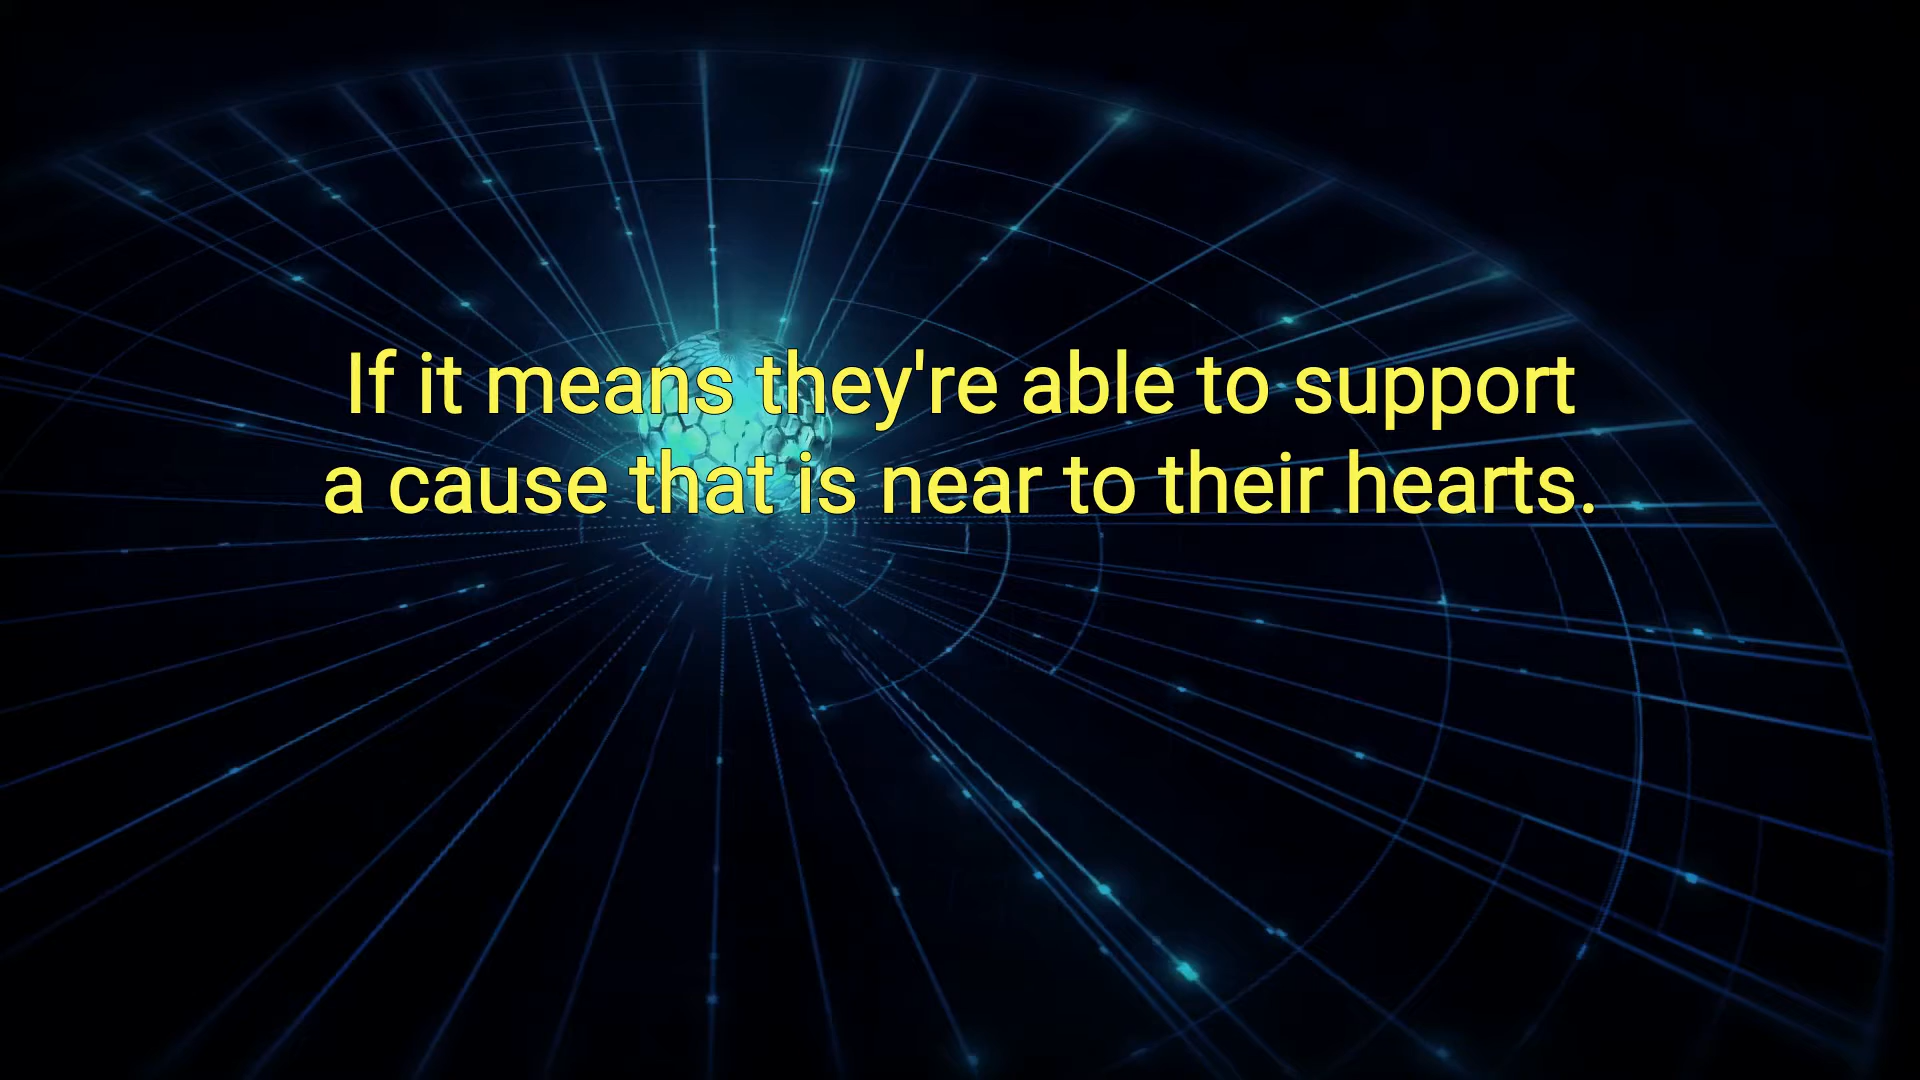 If it means they're able to support
a cause that is near to their hearts.